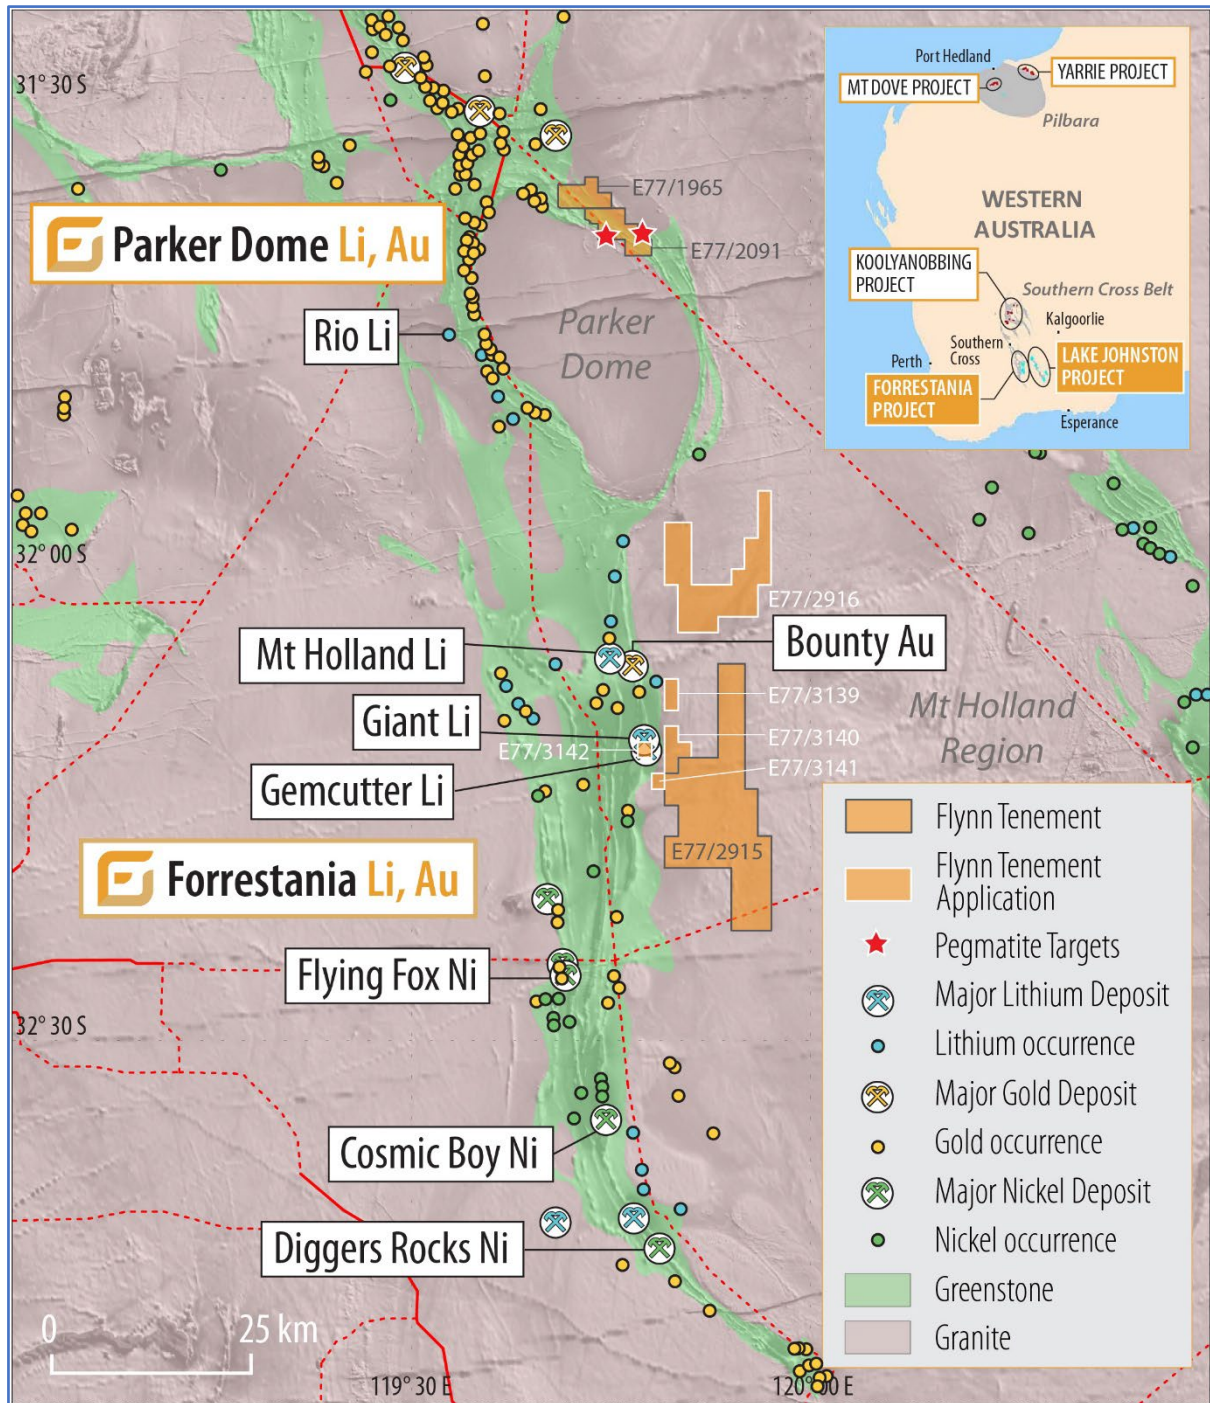 31° 30 S
Port Hedland
YARRIE PROJECT
MT DOVE PROJECT
Pilbara
WESTERN
AUSTRALIA
KOOLYANOBBING
PROJECT
Southern Cross Belt
Kalgoorlie
Southern
Cross
Perth
LAKE JOHNSTON
PROJECT
FORRESTANIA
PROJECT
Esperance
E77/1965
Parker Dome Li, Au
E77/2091
Rio Li
Parker
Dome
32° 00 S
E77/2916
Mt Holland Li
Bounty Au
E77/3139
Mt Holland
Region
Giant Li
E77/3140
E77/3142
E77/3141
Gemcutter Li
E77/2915
Forrestania Li, Au
Flying Fox Ni
32° 30 S
Cosmic Boy Ni
Diggers Rocks Ni
Flynn Tenement
Flynn Tenement
Application
Pegmatite Targets
Major Lithium Deposit
Lithium occurrence
Major Gold Deposit
Gold occurrence
Major Nickel Deposit
Nickel occurrence
Greenstone
Granite
0 25 km
119° 30 E
120° 00 E